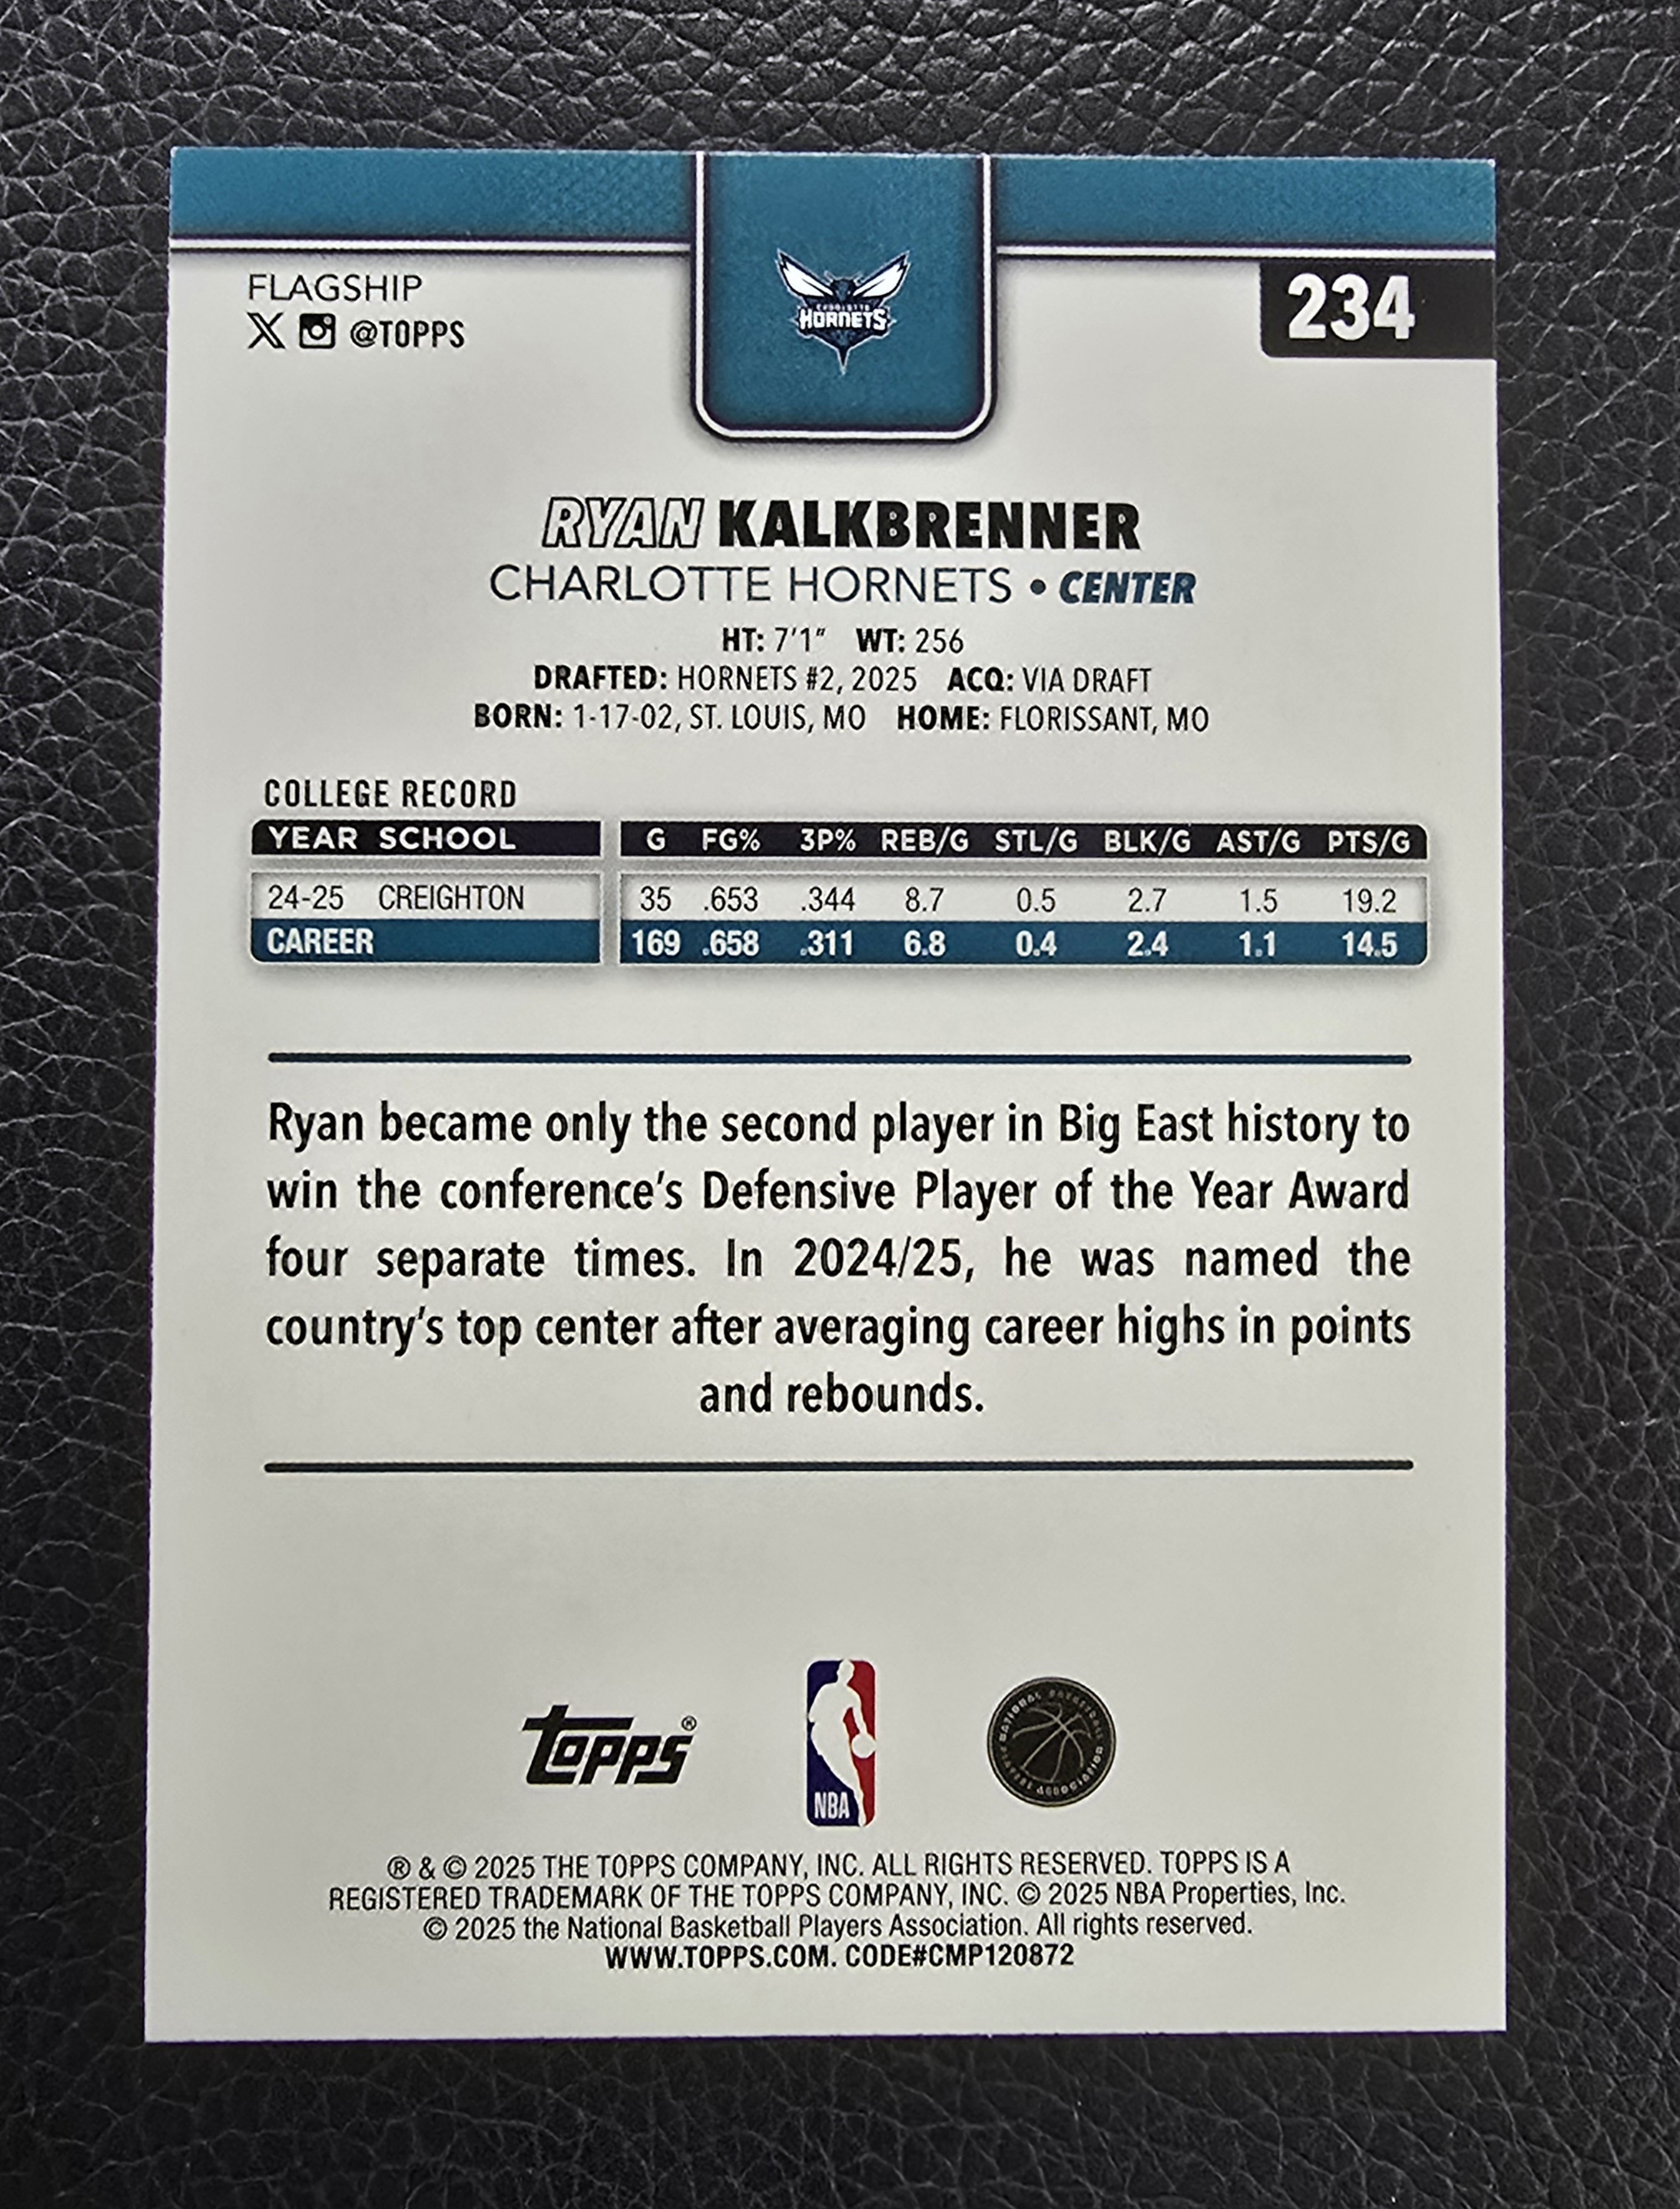 FLAGSHIP
X @TOPPS
CHARLOTTE
HORNETS
234
RYAN KALKBRENNER
CHARLOTTE HORNETS • CENTER
HT: 7'1" WT: 256
DRAFTED: HORNETS #2, 2025 ACQ: VIA DRAFT
BORN: 1-17-02, ST. LOUIS, MO HOME: FLORISSANT, MO
COLLEGE RECORD
YEAR SCHOOL G FG% 3P% REB/G STL/G BLK/G AST/G PTS/G
24-25 CREIGHTON 35 .653 .344 8.7 0.5 2.7 1.5 19.2
CAREER 169 .658 .311 6.8 0.4 2.4 1.1 14.5
Ryan became only the second player in Big East history to
win the conference's Defensive Player of the Year Award
four separate times. In 2024/25, he was named the
country's top center after averaging career highs in points
and rebounds.
Topps®
NBA
NATIONAL BASKETBALL
® & © 2025 THE TOPPS COMPANY, INC. ALL RIGHTS RESERVED. TOPPS IS A
REGISTERED TRADEMARK OF THE TOPPS COMPANY, INC. © 2025 NBA Properties, Inc.
© 2025 the National Basketball Players Association. All rights reserved.
WWW.TOPPS.COM. CODE#CMP120872